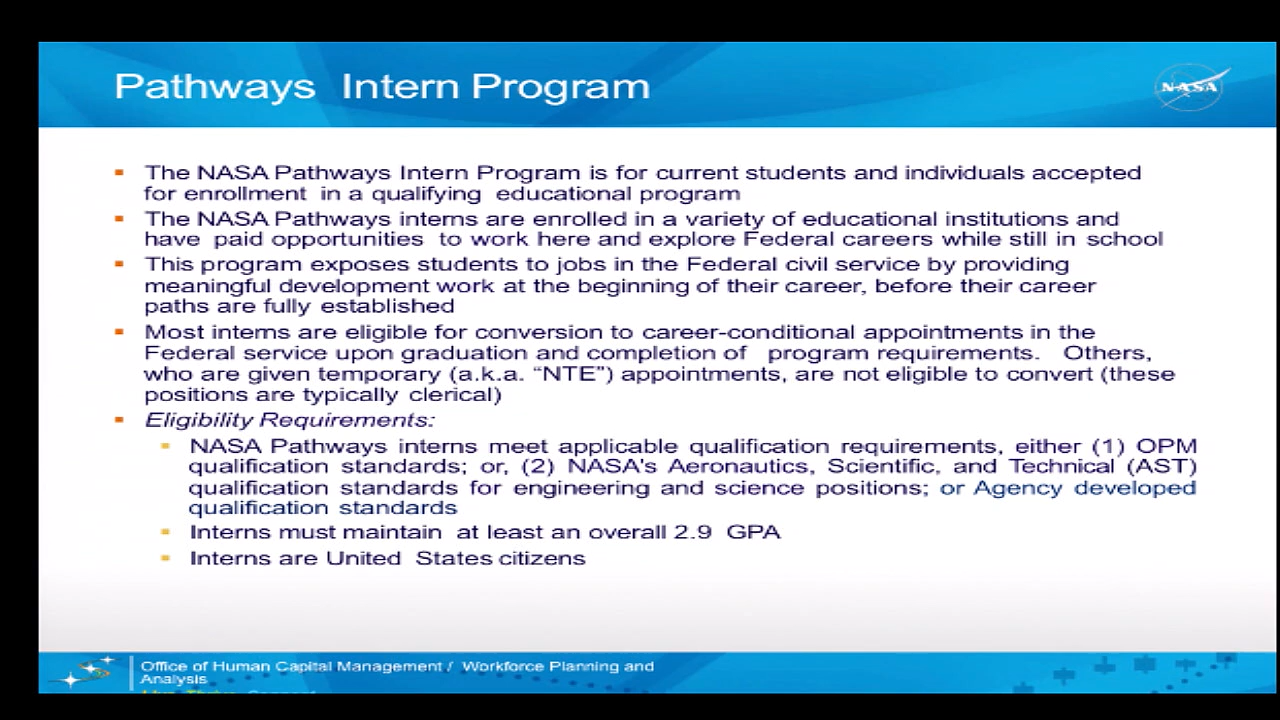 Pathways Intern Program
NASA
The NASA Pathways Intern Program is for current students and individuals accepted
for enrollment in a qualifying educational program
The NASA Pathways interns are enrolled in a variety of educational institutions and
have paid opportunities to work here and explore Federal careers while still in school
This program exposes students to jobs in the Federal civil service by providing
meaningful development work at the beginning of their career, before their career
paths are fully established
Most interns are eligible for conversion to career-conditional appointments in the
Federal service upon graduation and completion of program requirements. Others,
who are given temporary (a.k.a. “NTE”) appointments, are not eligible to convert (these
positions are typically clerical)
Eligibility Requirements:
NASA Pathways interns meet applicable qualification requirements, either (1) OPM
qualification standards; or, (2) NASA's Aeronautics, Scientific, and Technical (AST)
qualification standards for engineering and science positions; or Agency developed
qualification standards
Interns must maintain at least an overall 2.9 GPA
Interns are United States citizens
Office of Human Capital Management / Workforce Planning and
Analysis